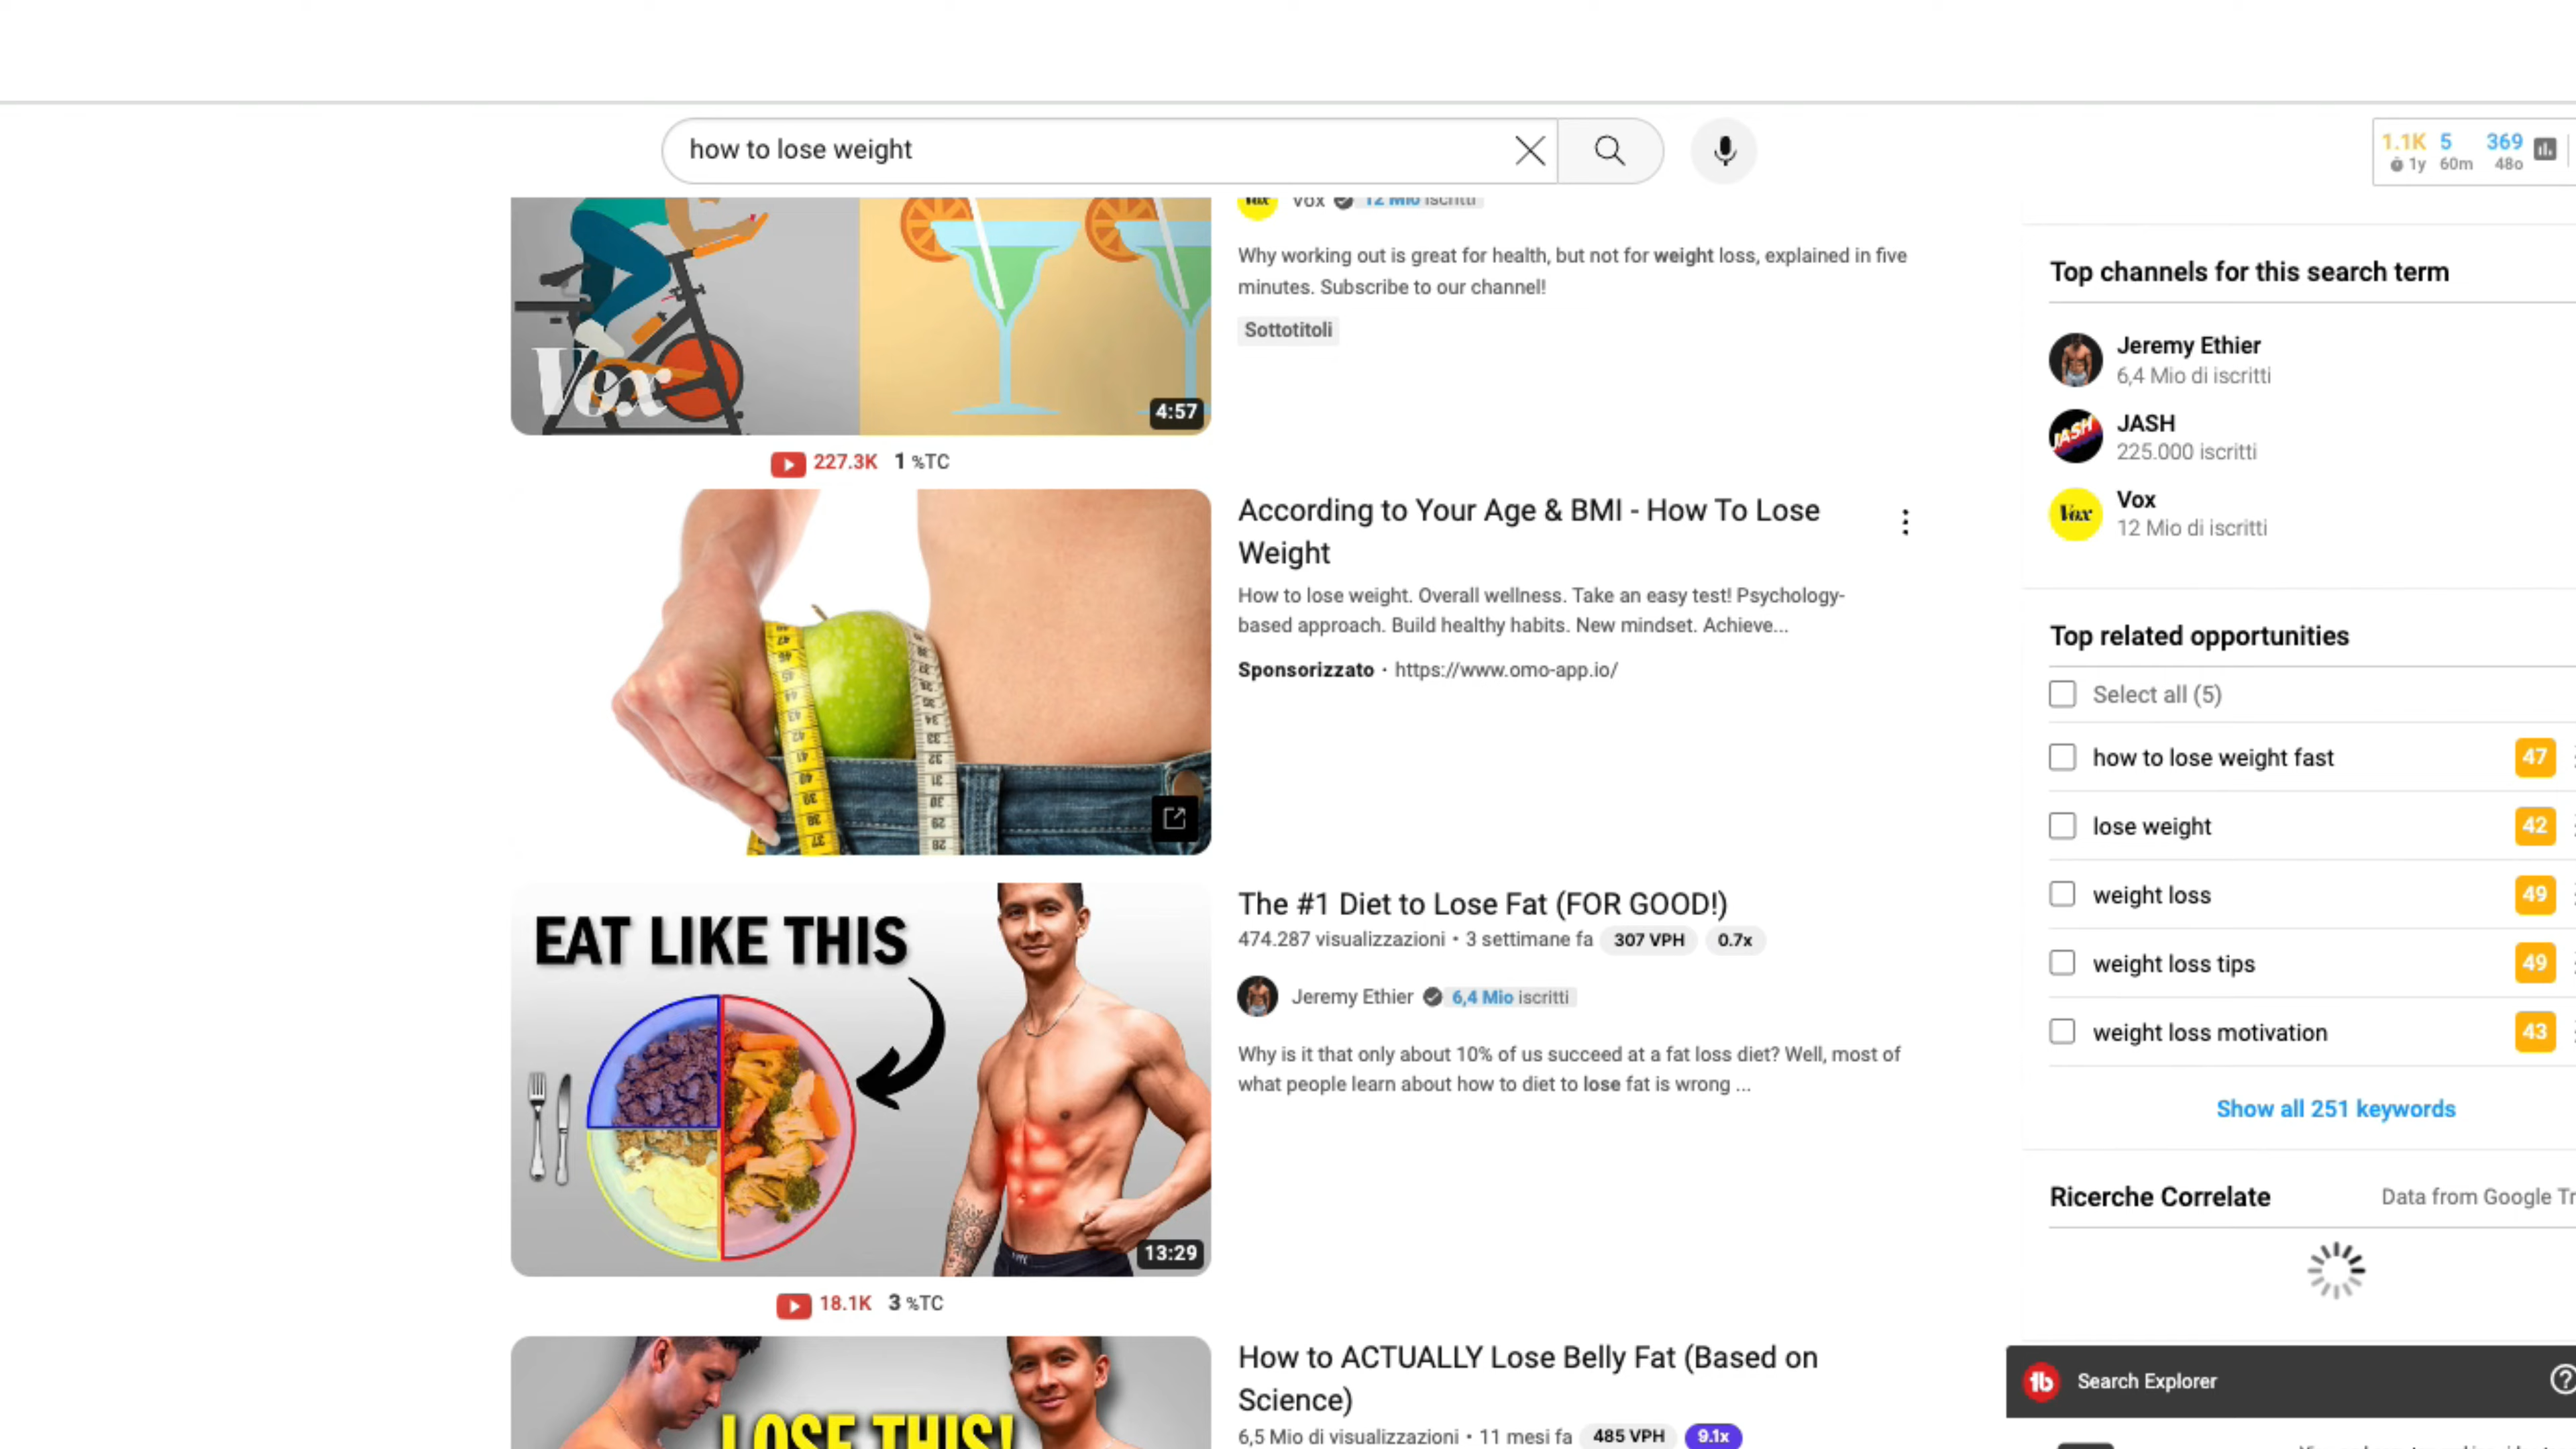 how to lose weight
1.1K 5 369
1y 60m 48o
Vox 12 Mio iscritti
Why working out is great for health, but not for weight loss, explained in five
minutes. Subscribe to our channel!
Sottotitoli
Vox
4:57
227.3K 1 %TC
According to Your Age & BMI - How To Lose
Weight
How to lose weight. Overall wellness. Take an easy test! Psychology-
based approach. Build healthy habits. New mindset. Achieve...
Sponsorizzato · https://www.omo-app.io/
EAT LIKE THIS
13:29
The #1 Diet to Lose Fat (FOR GOOD!)
474.287 visualizzazioni • 3 settimane fa 307 VPH 0.7x
Jeremy Ethier 6,4 Mio iscritti
Why is it that only about 10% of us succeed at a fat loss diet? Well, most of
what people learn about how to diet to lose fat is wrong ...
18.1K 3 %TC
LOSE THIS!
How to ACTUALLY Lose Belly Fat (Based on
Science)
6,5 Mio di visualizzazioni • 11 mesi fa 485 VPH 9.1x
Top channels for this search term
Jeremy Ethier
6,4 Mio di iscritti
JASH
JASH
225.000 iscritti
Vox
Vox
12 Mio di iscritti
Top related opportunities
Select all (5)
how to lose weight fast 47
lose weight 42
weight loss 49
weight loss tips 49
weight loss motivation 43
Show all 251 keywords
Ricerche Correlate Data from Google Tr
Search Explorer